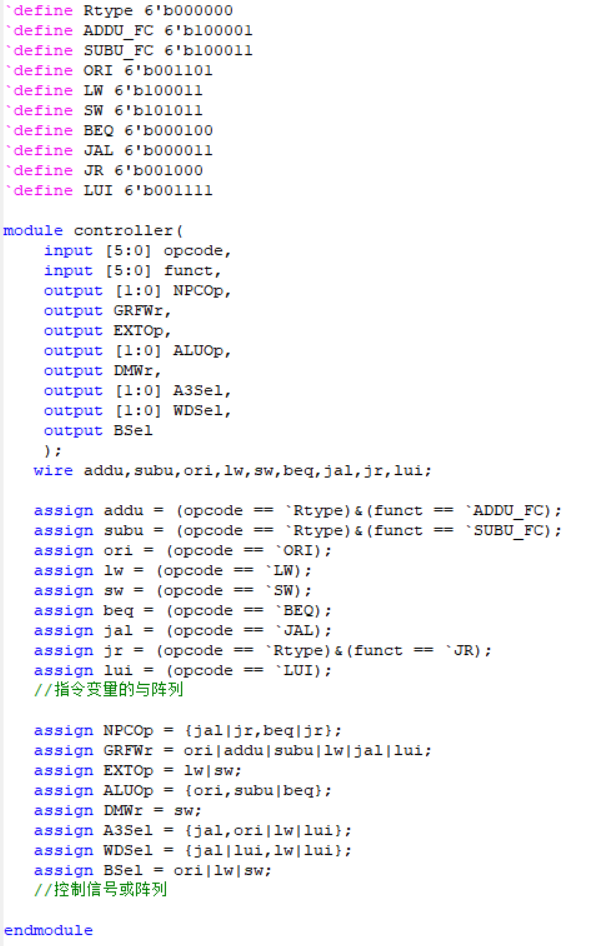 `define Rtype 6'b000000
`define ADDU_FC 6'b100001
`define SUBU_FC 6'b100011
`define ORI 6'b001101
`define LW 6'b100011
`define SW 6'b101011
`define BEQ 6'b000100
`define JAL 6'b000011
`define JR 6'b001000
`define LUI 6'b001111

module controller(
    input [5:0] opcode,
    input [5:0] funct,
    output [1:0] NPCOp,
    output GRFWr,
    output EXTOp,
    output [1:0] ALUOp,
    output DMWr,
    output [1:0] A3Sel,
    output [1:0] WDSel,
    output BSel
    );
   wire addu,subu,ori,lw,sw,beq,jal,jr,lui;

   assign addu = (opcode == `Rtype)&(funct == `ADDU_FC);
   assign subu = (opcode == `Rtype)&(funct == `SUBU_FC);
   assign ori = (opcode == `ORI);
   assign lw = (opcode == `LW);
   assign sw = (opcode == `SW);
   assign beq = (opcode == `BEQ);
   assign jal = (opcode == `JAL);
   assign jr = (opcode == `Rtype)&(funct == `JR);
   assign lui = (opcode == `LUI);
   //指令变量的与阵列

   assign NPCOp = {jal|jr,beq|jr};
   assign GRFWr = ori|addu|subu|lw|jal|lui;
   assign EXTOp = lw|sw;
   assign ALUOp = {ori,subu|beq};
   assign DMWr = sw;
   assign A3Sel = {jal,ori|lw|lui};
   assign WDSel = {jal|lui,lw|lui};
   assign BSel = ori|lw|sw;
   //控制信号或阵列

endmodule